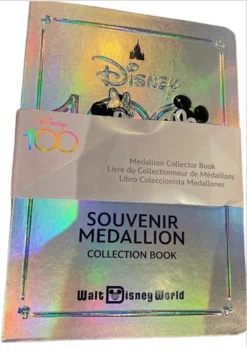 Disney
1
Disney
100
Medallion Collector Book
Livre du Collectionneur de Médaillons
Libro Coleccionista Medallones
SOUVENIR
MEDALLION
COLLECTION BOOK
Walt Disney World